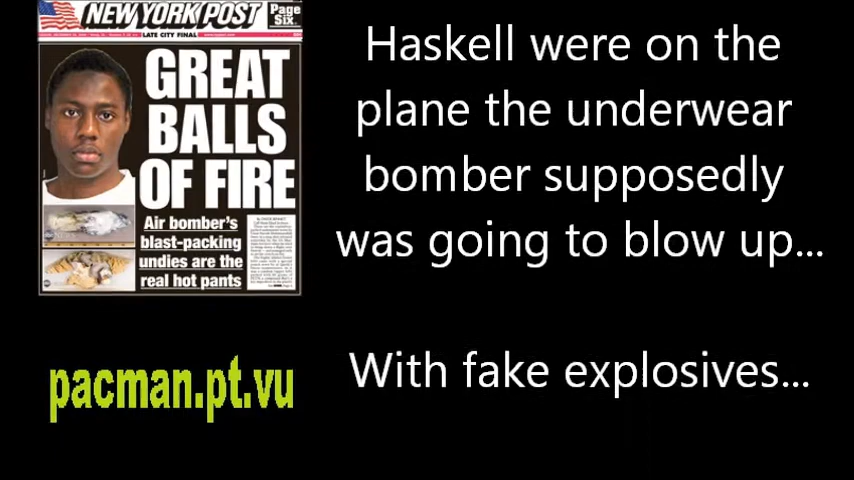 NEW YORK POST
Page
Six
LATE CITY FINAL
GREAT
BALLS
OF FIRE
Air bomber's
blast-packing
undies are the
real hot pants
Haskell were on the
plane the underwear
bomber supposedly
was going to blow up...
With fake explosives...
pacman.pt.vu